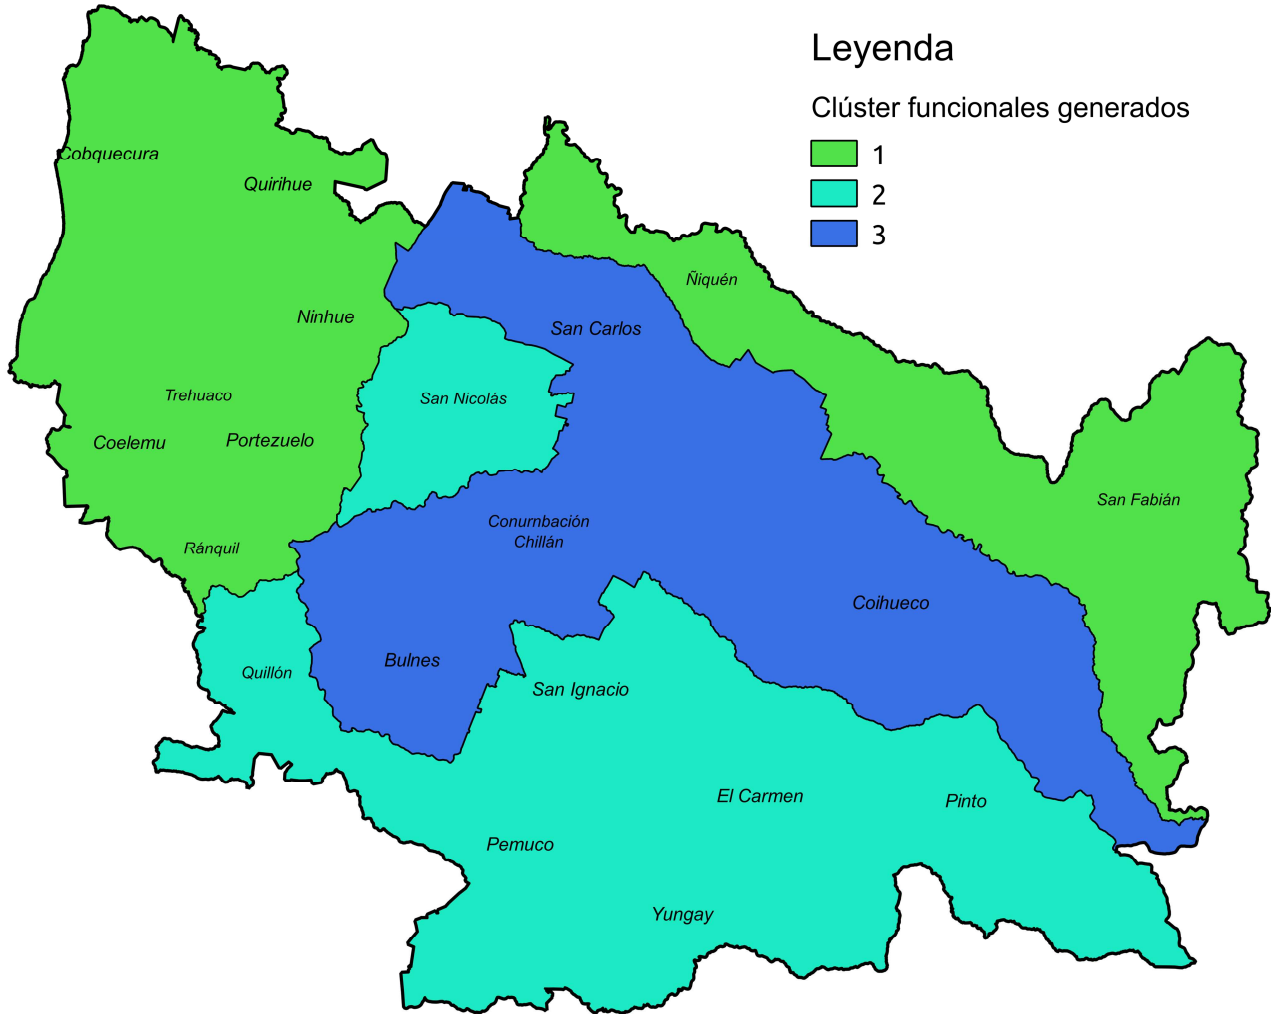 Leyenda
Clúster funcionales generados
1
2
3
Cobquecura
Quirihue
Ñiquén
Ninhue
San Carlos
Trehuaco
San Nicolás
Coelemu
Portezuelo
San Fabián
Conurnbación
Chillán
Ránquil
Coihueco
Bulnes
Quillón
San Ignacio
El Carmen
Pinto
Pemuco
Yungay